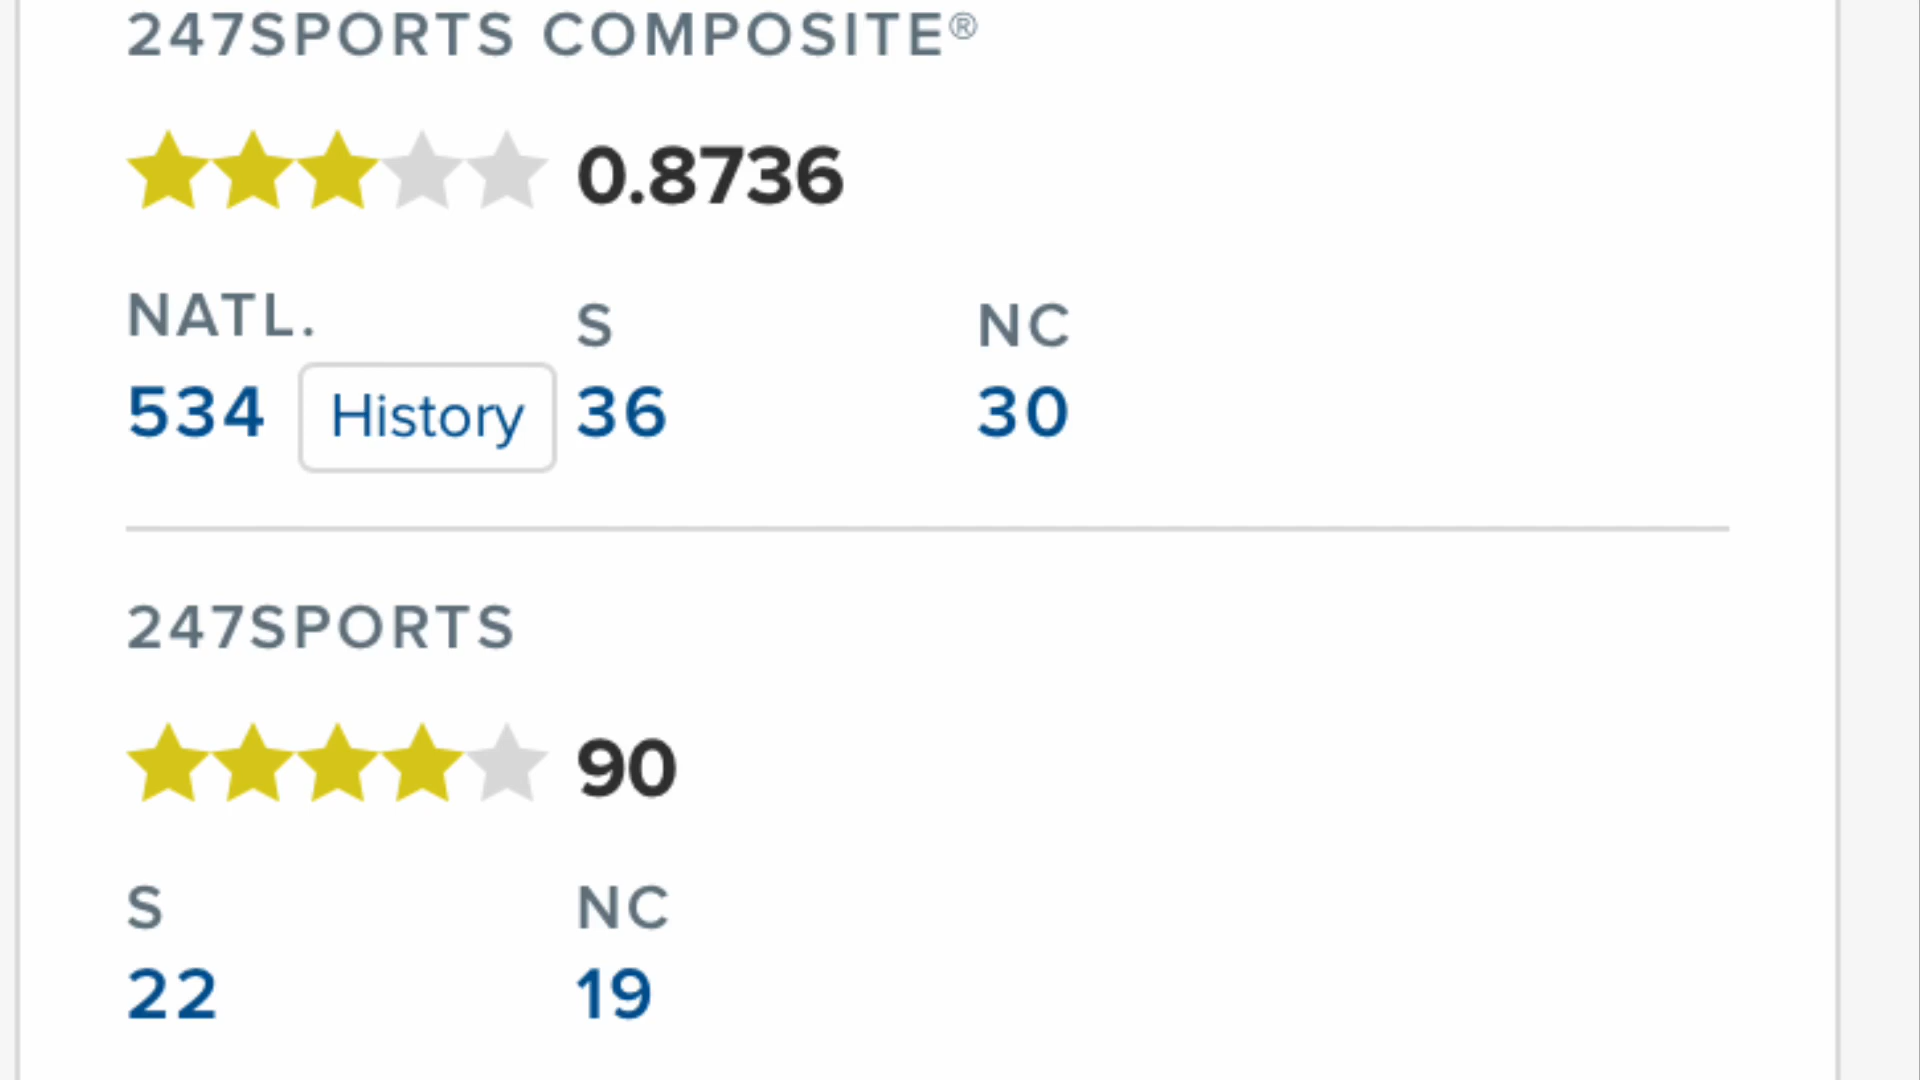 247SPORTS COMPOSITE®
0.8736
NATL. S NC
534 History 36 30
247SPORTS
90
S NC
22 19